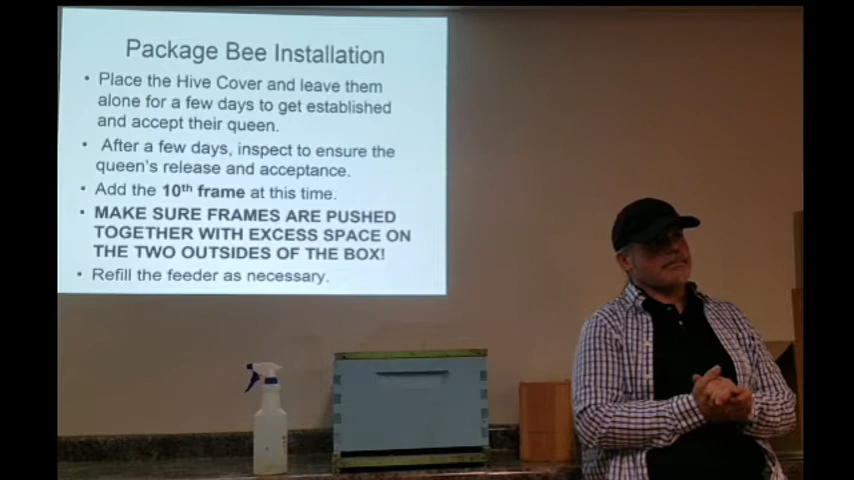 Package Bee Installation
• Place the Hive Cover and leave them
alone for a few days to get established
and accept their queen.
• After a few days, inspect to ensure the
queen's release and acceptance.
• Add the 10th frame at this time.
• MAKE SURE FRAMES ARE PUSHED
TOGETHER WITH EXCESS SPACE ON
THE TWO OUTSIDES OF THE BOX!
• Refill the feeder as necessary.